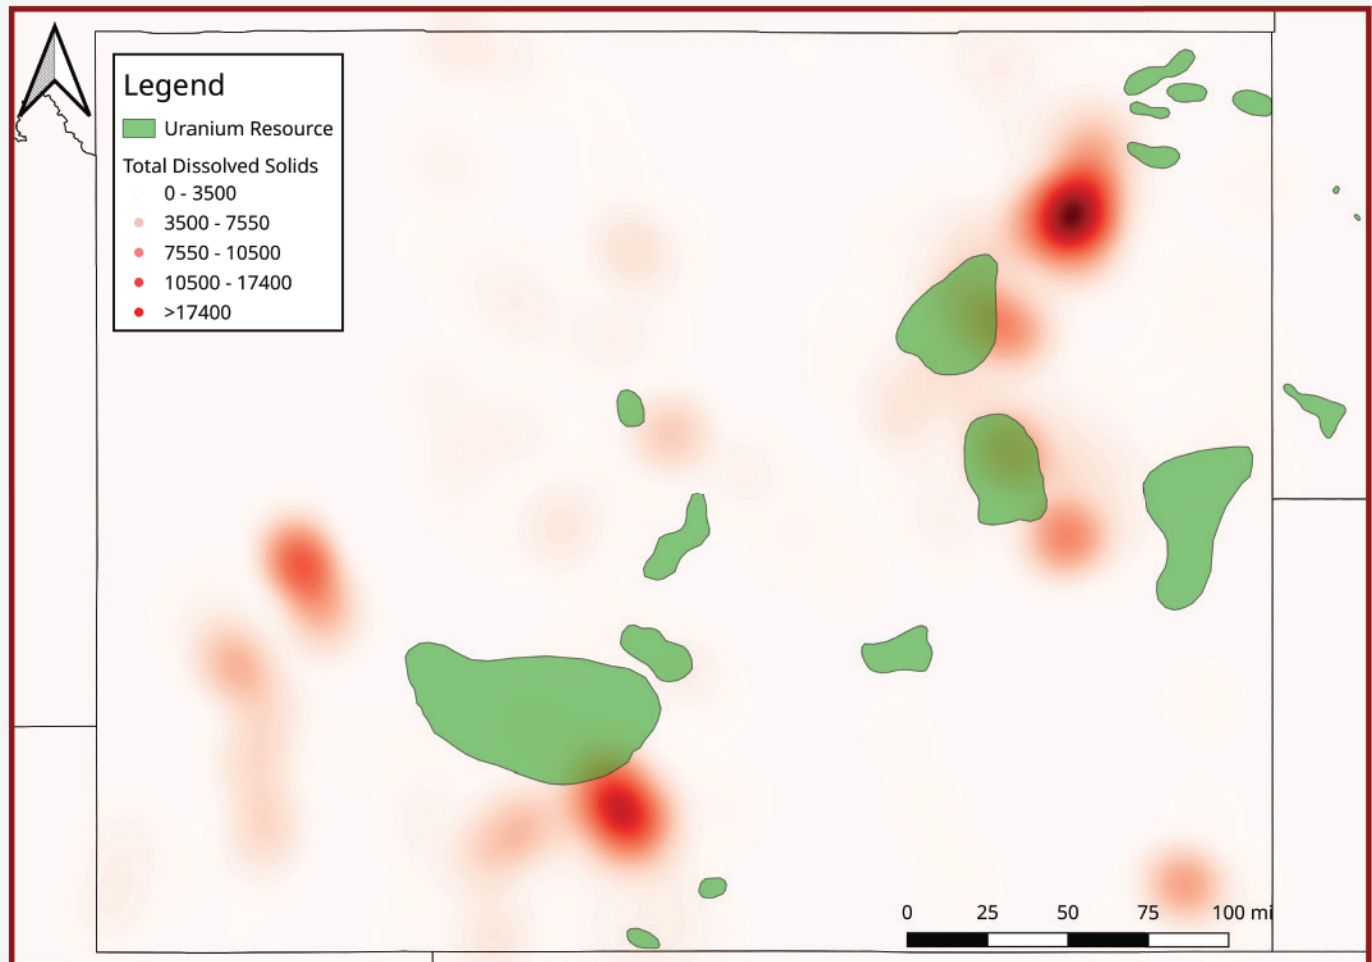 Legend
Uranium Resource
Total Dissolved Solids
0 - 3500
3500 - 7550
7550 - 10500
10500 - 17400
>17400
0 25 50 75 100 mi